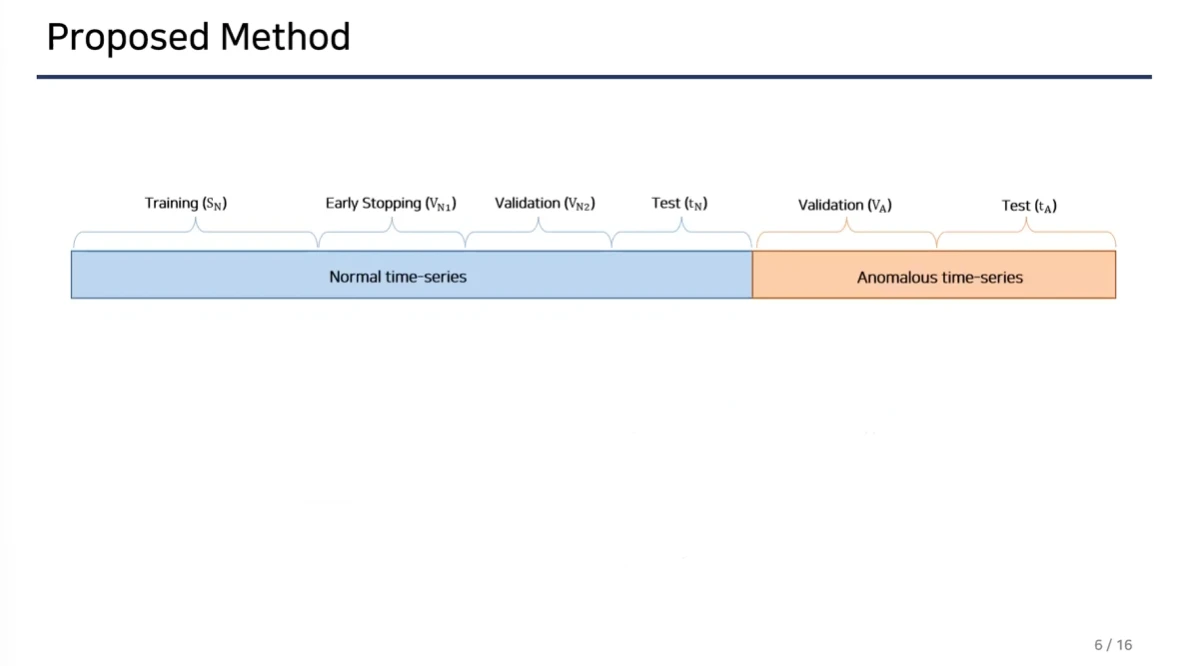 Proposed Method
Training (S_N) Early Stopping (V_N1) Validation (V_N2) Test (t_N) Validation (V_A) Test (t_A)
Normal time-series Anomalous time-series
6 / 16